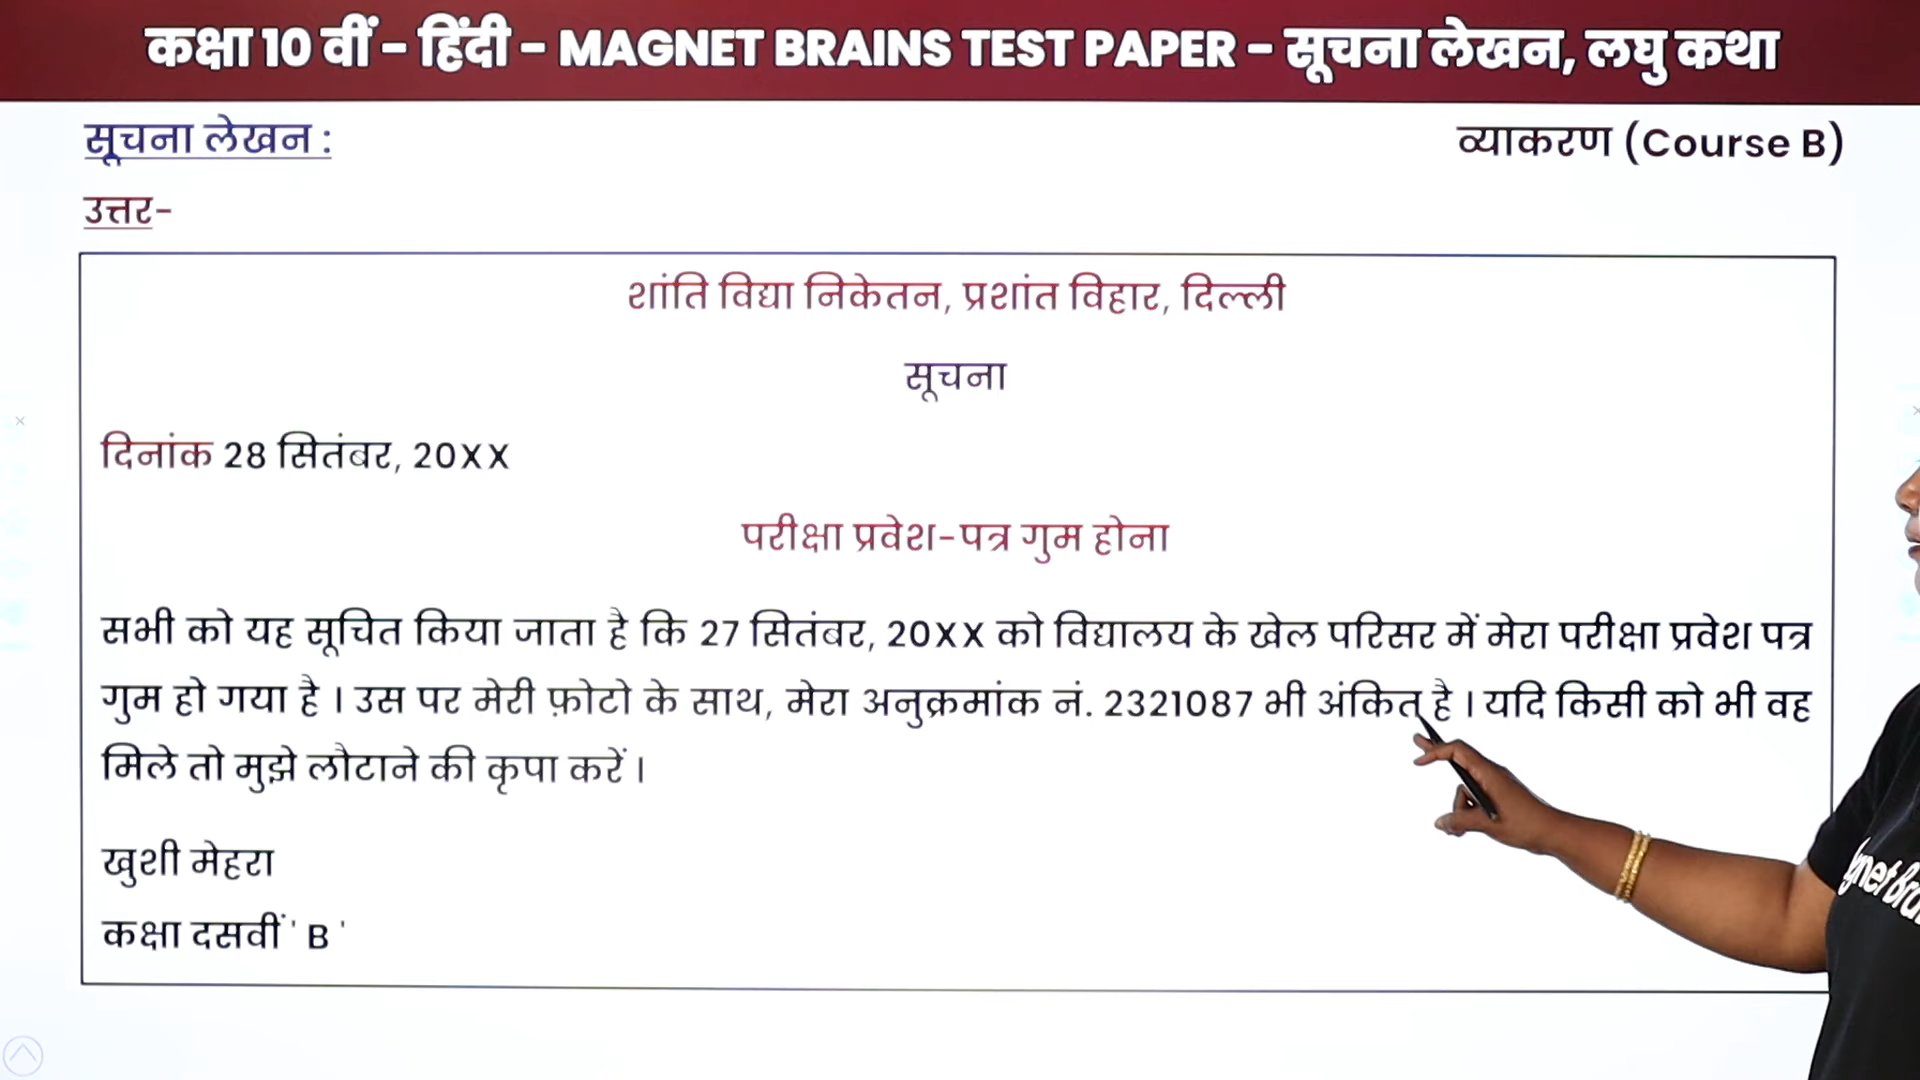 कक्षा 10 वीं – हिंदी – MAGNET BRAINS TEST PAPER – सूचना लेखन, लघु कथा
सूचना लेखन :
व्याकरण (Course B)
उत्तर-
शांति विद्या निकेतन, प्रशांत विहार, दिल्ली
सूचना
दिनांक 28 सितंबर, 20XX
परीक्षा प्रवेश-पत्र गुम होना
सभी को यह सूचित किया जाता है कि 27 सितंबर, 20XX को विद्यालय के खेल परिसर में मेरा परीक्षा प्रवेश पत्र
गुम हो गया है । उस पर मेरी फ़ोटो के साथ, मेरा अनुक्रमांक नं. 2321087 भी अंकित है । यदि किसी को भी वह
मिले तो मुझे लौटाने की कृपा करें ।
खुशी मेहरा
कक्षा दसवीं ' B '